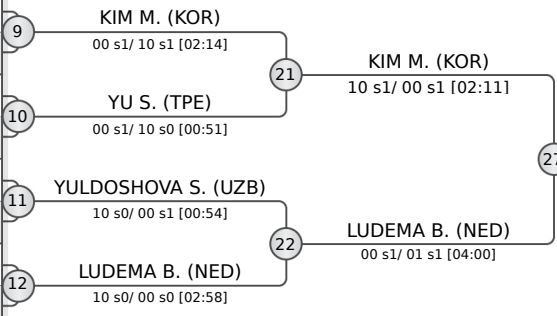 9
KIM M. (KOR)
00 s1/ 10 s1 [02:14]
21
KIM M. (KOR)
10 s1/ 00 s1 [02:11]
10
YU S. (TPE)
00 s1/ 10 s0 [00:51]
27
11
YULDOSHOVA S. (UZB)
10 s0/ 00 s1 [00:54]
22
LUDEMA B. (NED)
00 s1/ 01 s1 [04:00]
12
LUDEMA B. (NED)
10 s0/ 00 s0 [02:58]